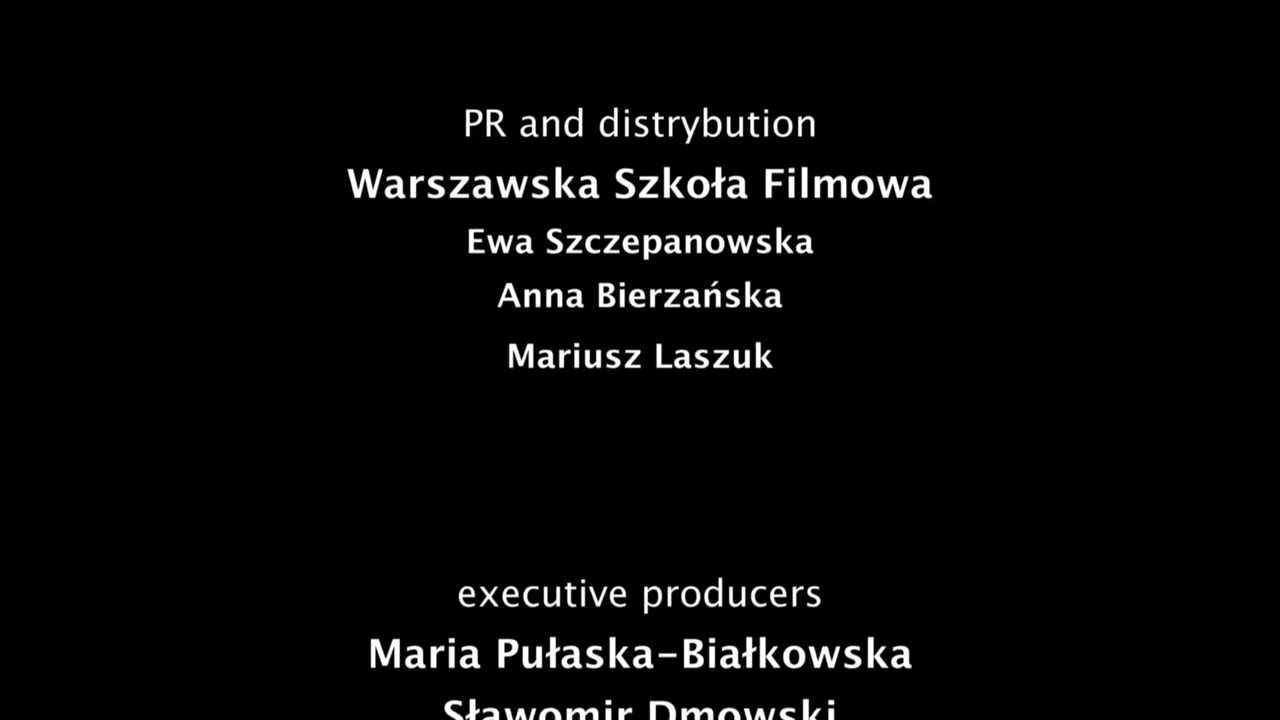 PR and distrybution
Warszawska Szkoła Filmowa
Ewa Szczepanowska
Anna Bierzańska
Mariusz Laszuk
executive producers
Maria Pułaska-Białkowska
Sławomir Dmowski